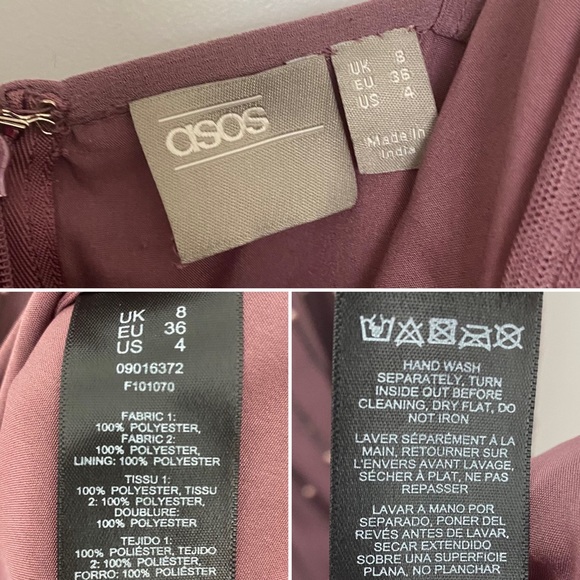 asos
UK 8
EU 36
US 4
Made in
India
UK 8
EU 36
US 4
09016372
F101070
FABRIC 1:
100% POLYESTER,
FABRIC 2:
100% POLYESTER,
LINING: 100% POLYESTER
TISSU 1:
100% POLYESTER, TISSU
2: 100% POLYESTER,
DOUBLURE:
100% POLYESTER
TEJIDO 1:
100% POLIÉSTER, TEJIDO
2: 100% POLIÉSTER,
FORRO: 100% POLIÉSTER
HAND WASH
SEPARATELY, TURN
INSIDE OUT BEFORE
CLEANING, DRY FLAT, DO
NOT IRON
LAVER SÉPARÉMENT À LA
MAIN, RETOURNER SUR
L'ENVERS AVANT LAVAGE,
SÉCHER À PLAT, NE PAS
REPASSER
LAVAR A MANO POR
SEPARADO, PONER DEL
REVÉS ANTES DE LAVAR,
SECAR EXTENDIDO
SOBRE UNA SUPERFICIE
PLANA, NO PLANCHAR